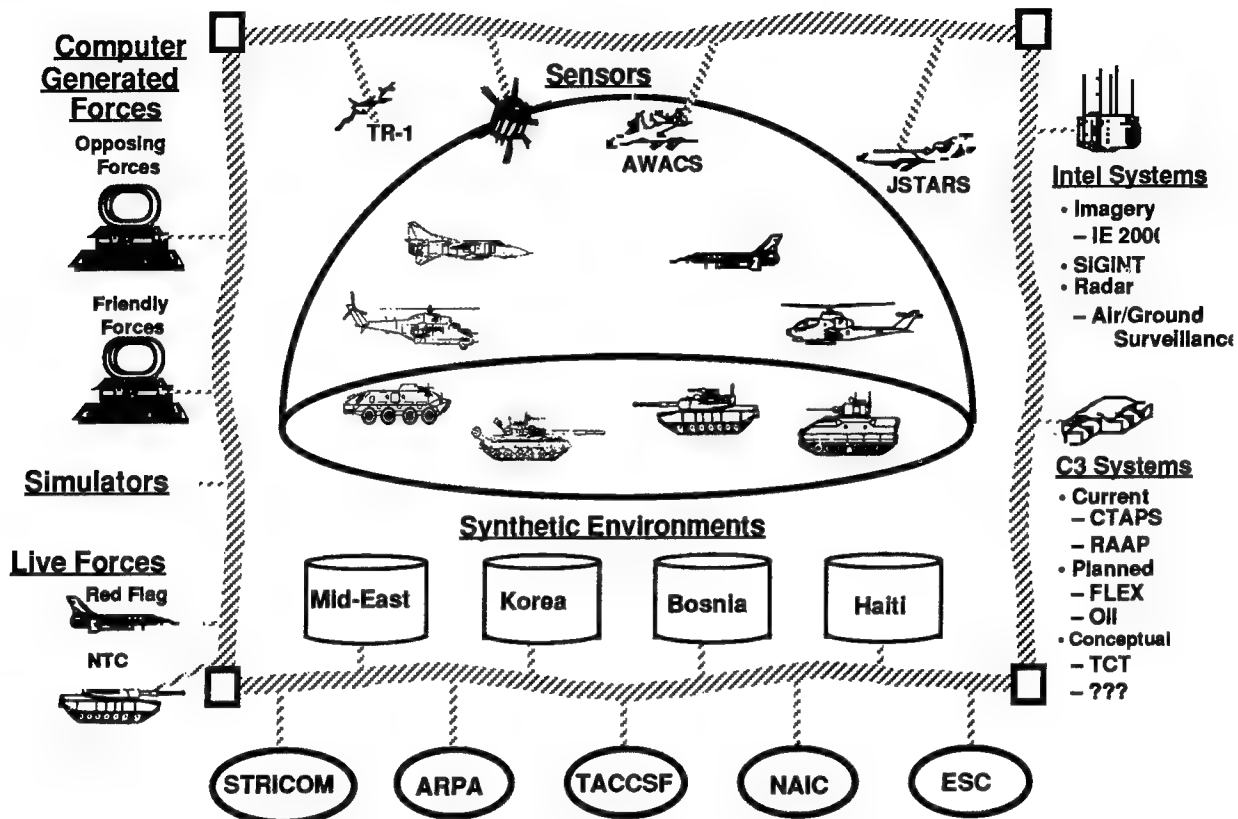 Computer
Generated
Forces
Opposing
Forces
Friendly
Forces
Simulators
Live Forces
Red Flag
NTC
Sensors
TR-1
AWACS
JSTARS
Synthetic Environments
Mid-East
Korea
Bosnia
Haiti
Intel Systems
• Imagery
– IE 200
• SIGINT
• Radar
– Air/Ground
Surveillance
C3 Systems
• Current
– CTAPS
– RAAP
• Planned
– FLEX
– OII
• Conceptual
– TCT
– ???
STRICOM
ARPA
TACCSF
NAIC
ESC